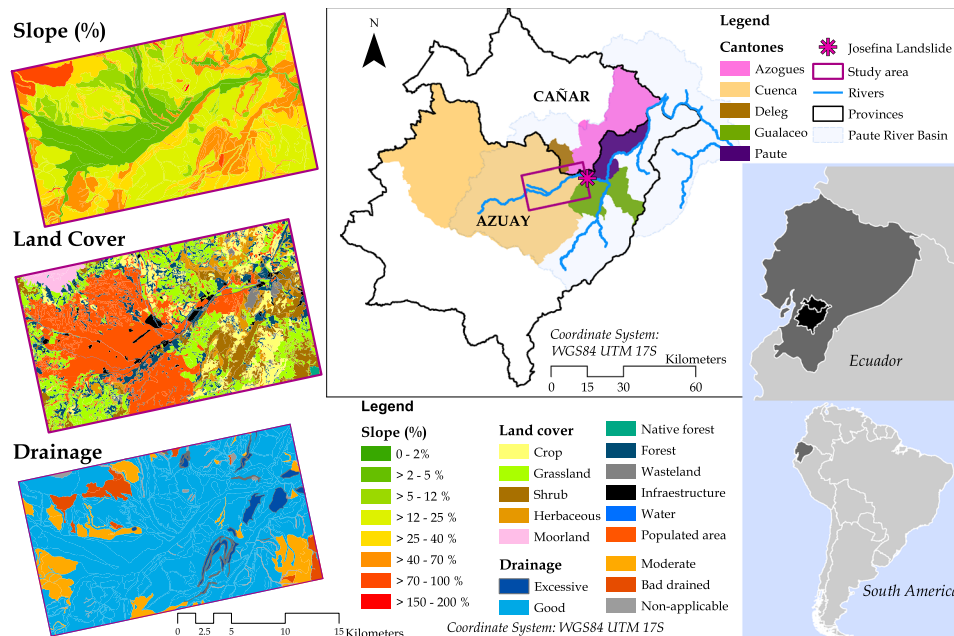 Slope (%)
Land Cover
Drainage
0 2.5 5 10 15
Kilometers
N
CAÑAR
AZUAY
Coordinate System:
WGS84 UTM 17S
Kilometers
0 15 30 60
Legend
Cantones
Azogues
Cuenca
Deleg
Gualaceo
Paute
Josefina Landslide
Study area
Rivers
Provinces
Paute River Basin
Ecuador
South America
Legend
Slope (%)
0 - 2%
> 2 - 5 %
> 5 - 12 %
> 12 - 25 %
> 25 - 40 %
> 40 - 70 %
> 70 - 100 %
> 150 - 200 %
Land cover
Crop
Grassland
Shrub
Herbaceous
Moorland
Native forest
Forest
Wasteland
Infraestructure
Water
Populated area
Drainage
Excessive
Good
Moderate
Bad drained
Non-applicable
Coordinate System: WGS84 UTM 17S